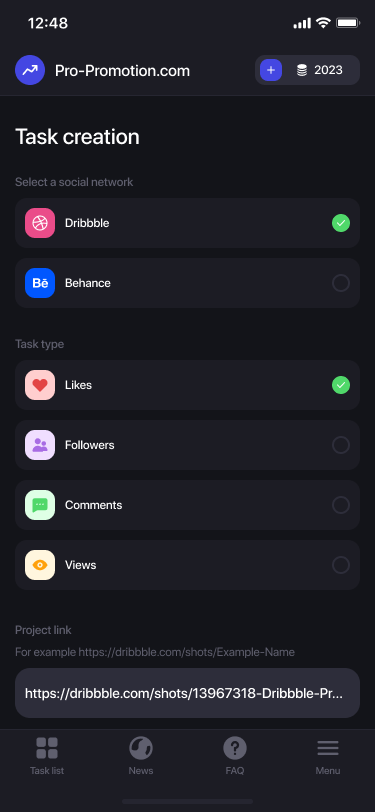 12:48
Pro-Promotion.com
+ 2023
Task creation
Select a social network
Dribbble
Bē Behance
Task type
Likes
Followers
Comments
Views
Project link
For example https://dribbble.com/shots/Example-Name
https://dribbble.com/shots/13967318-Dribbble-Pr...
Task list News FAQ Menu